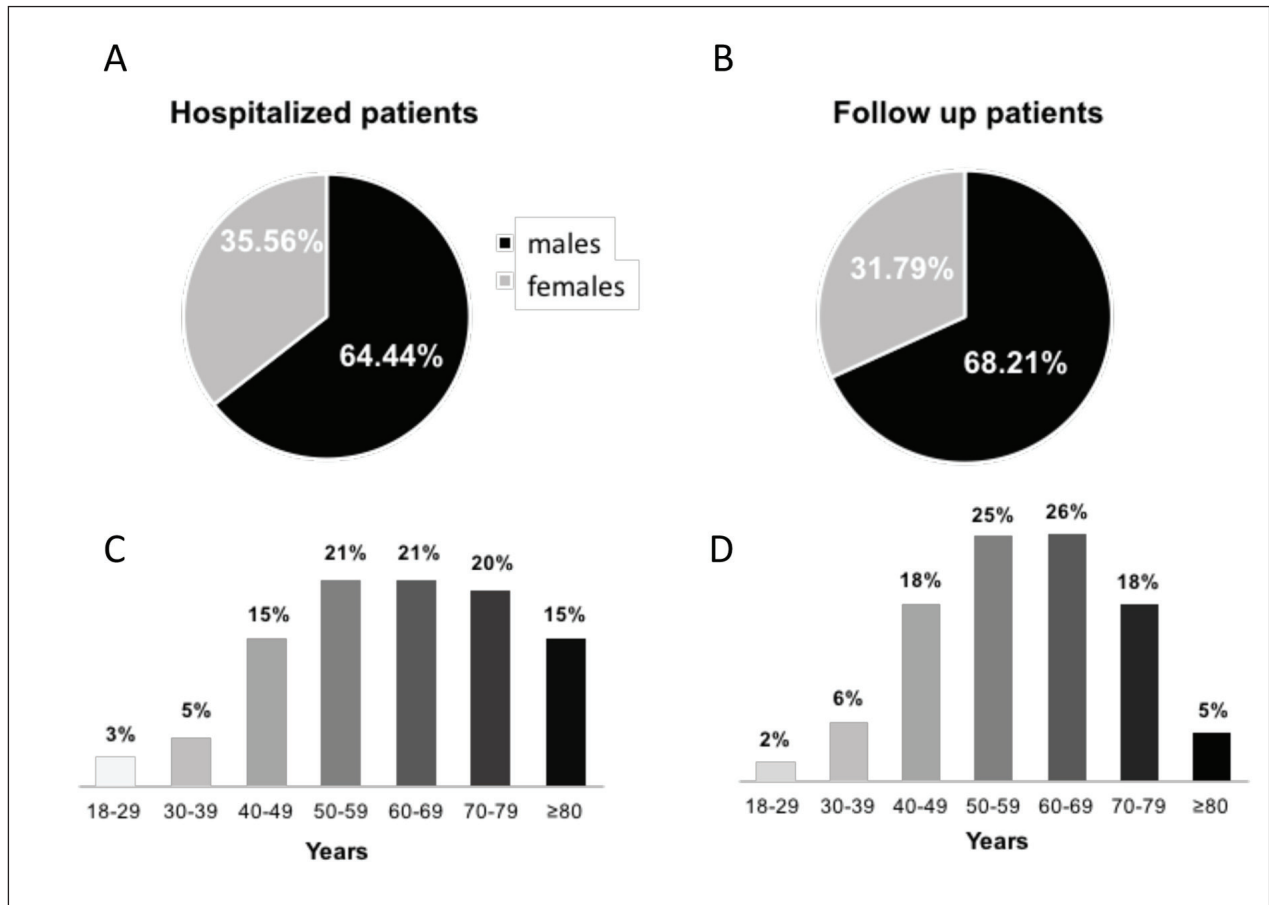 A
Hospitalized patients
35.56%
64.44%
males
females
B
Follow up patients
31.79%
68.21%
C
3%
5%
15%
21%
21%
20%
15%
18-29 30-39 40-49 50-59 60-69 70-79 ≥80
Years
D
2%
6%
18%
25%
26%
18%
5%
18-29 30-39 40-49 50-59 60-69 70-79 ≥80
Years